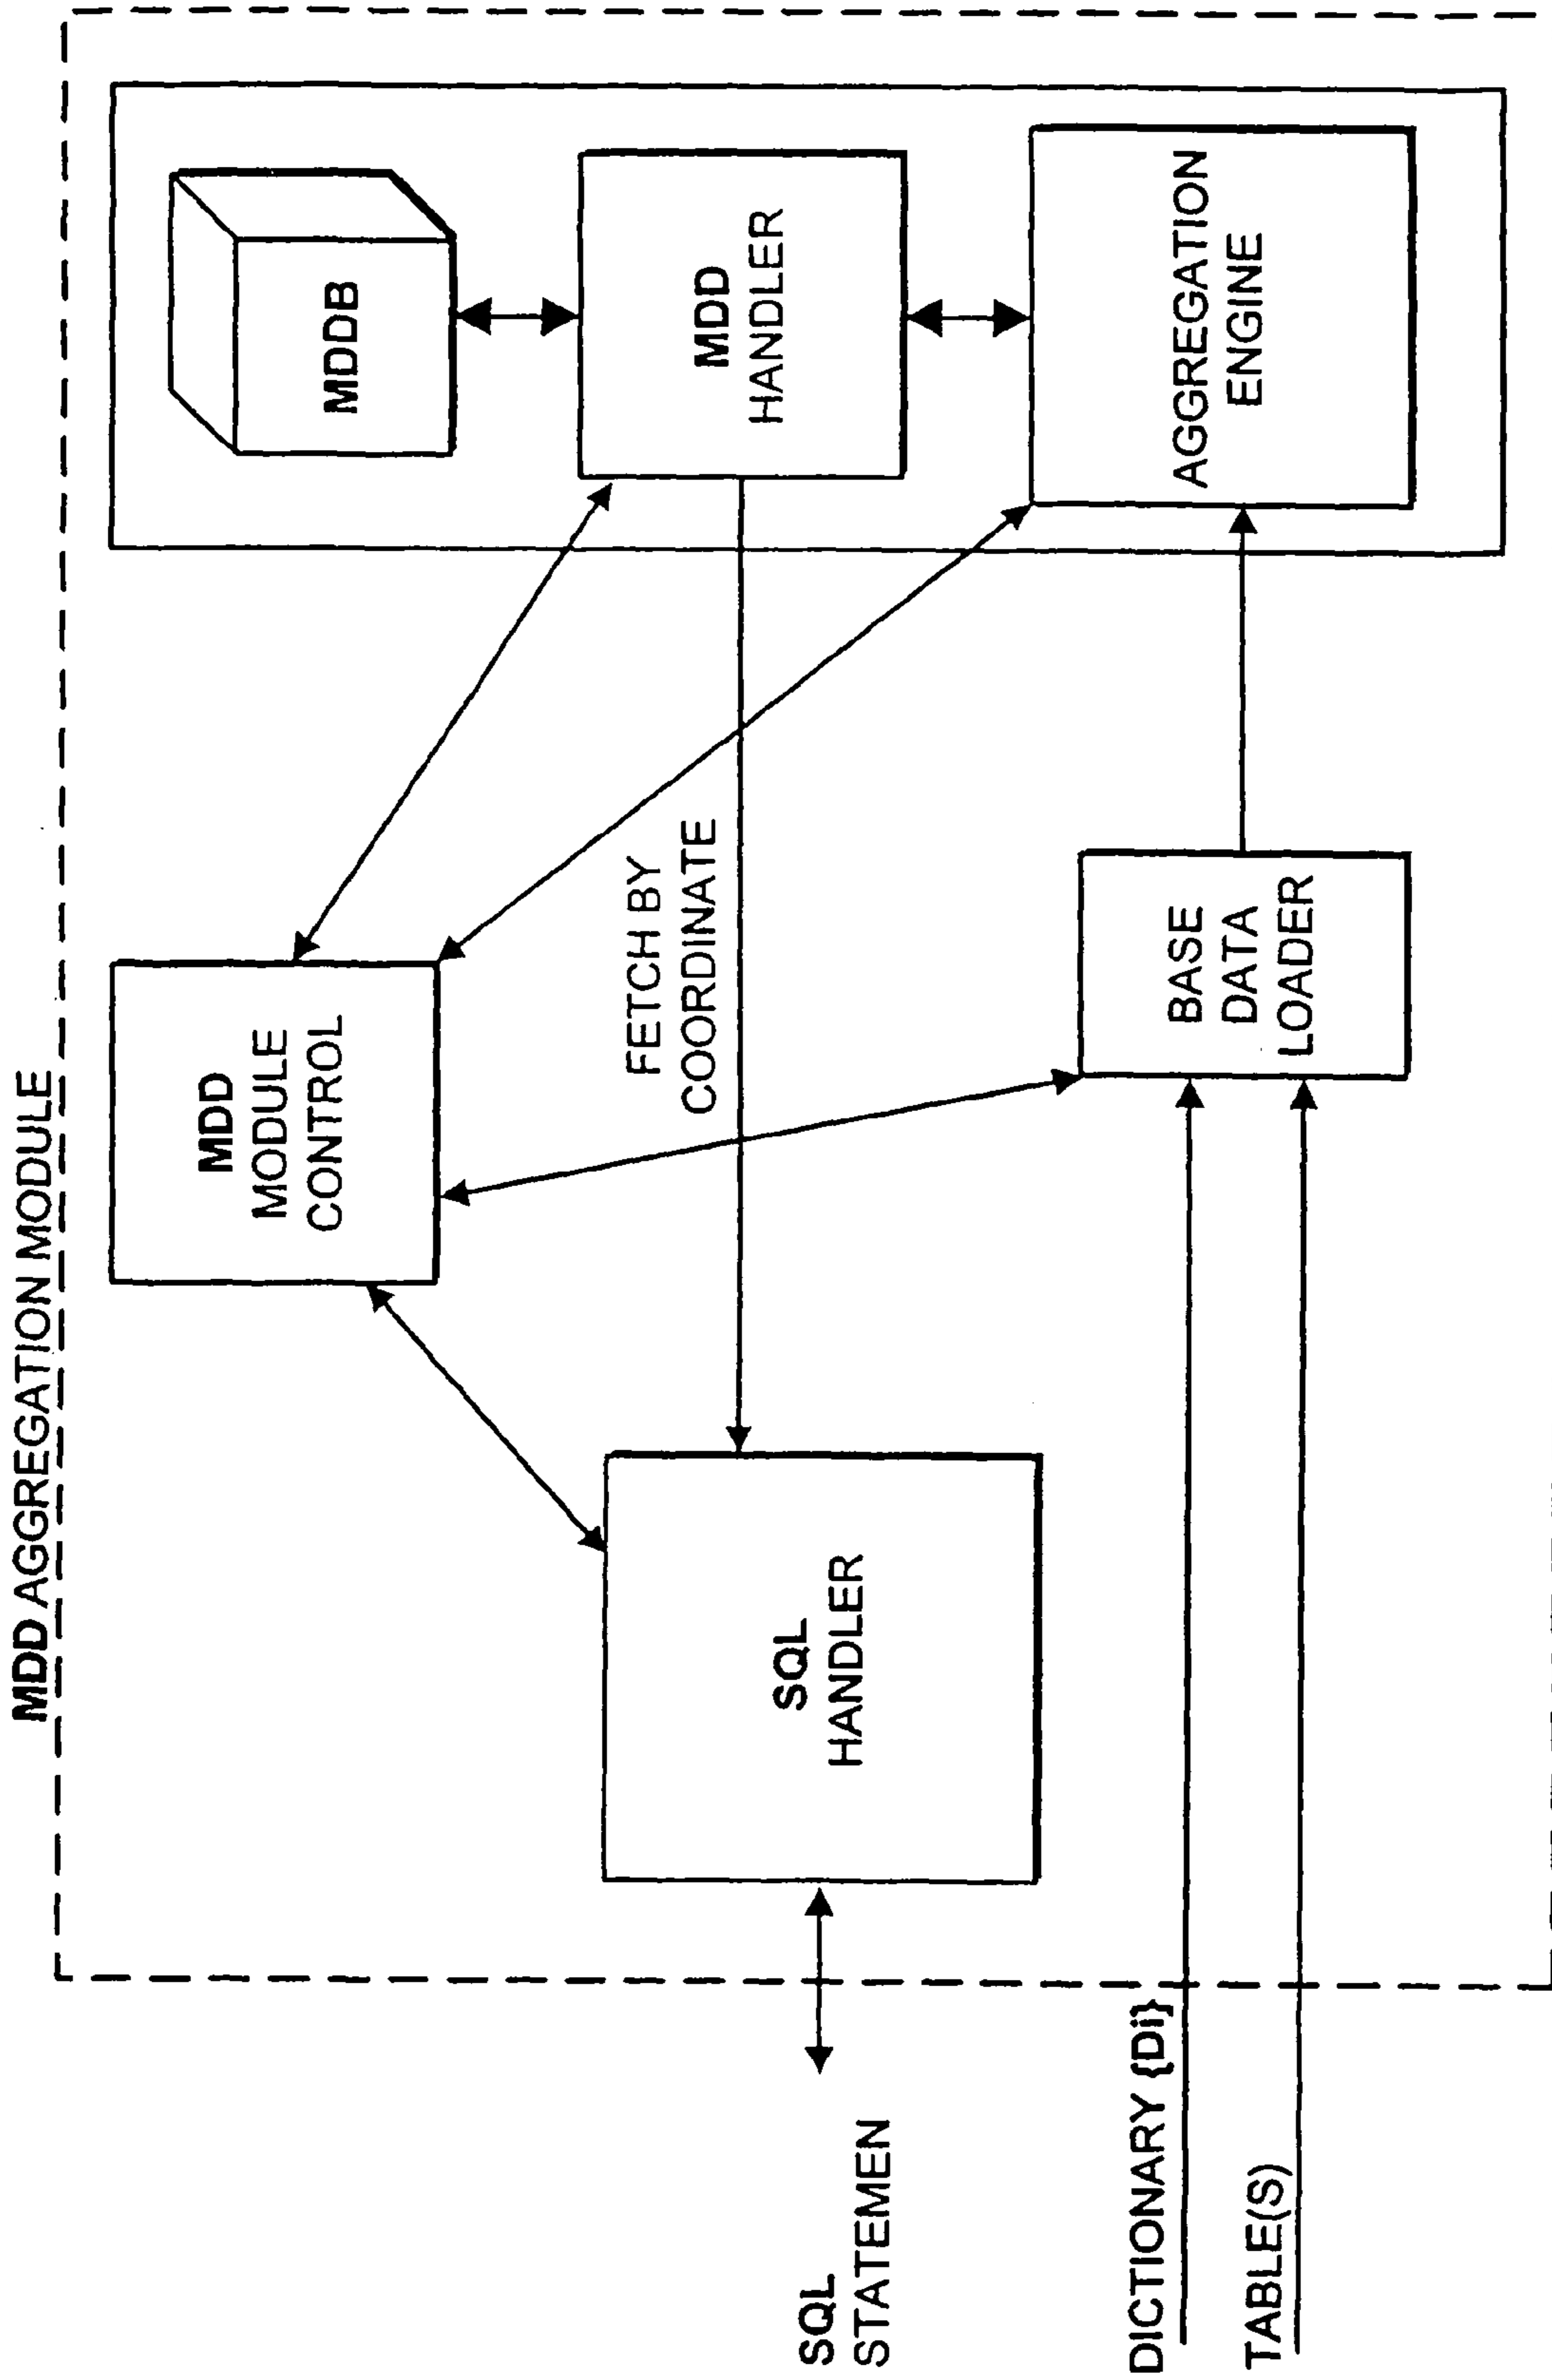 MDD AGGREGATION MODULE
MDD
MODULE
CONTROL
MDDB
MDD
HANDLER
FETCH BY
COORDINATE
SQL
HANDLER
SQL
STATEMEN
AGGREGATION
ENGINE
BASE
DATA
LOADER
DICTIONARY {Di}
TABLE(S)